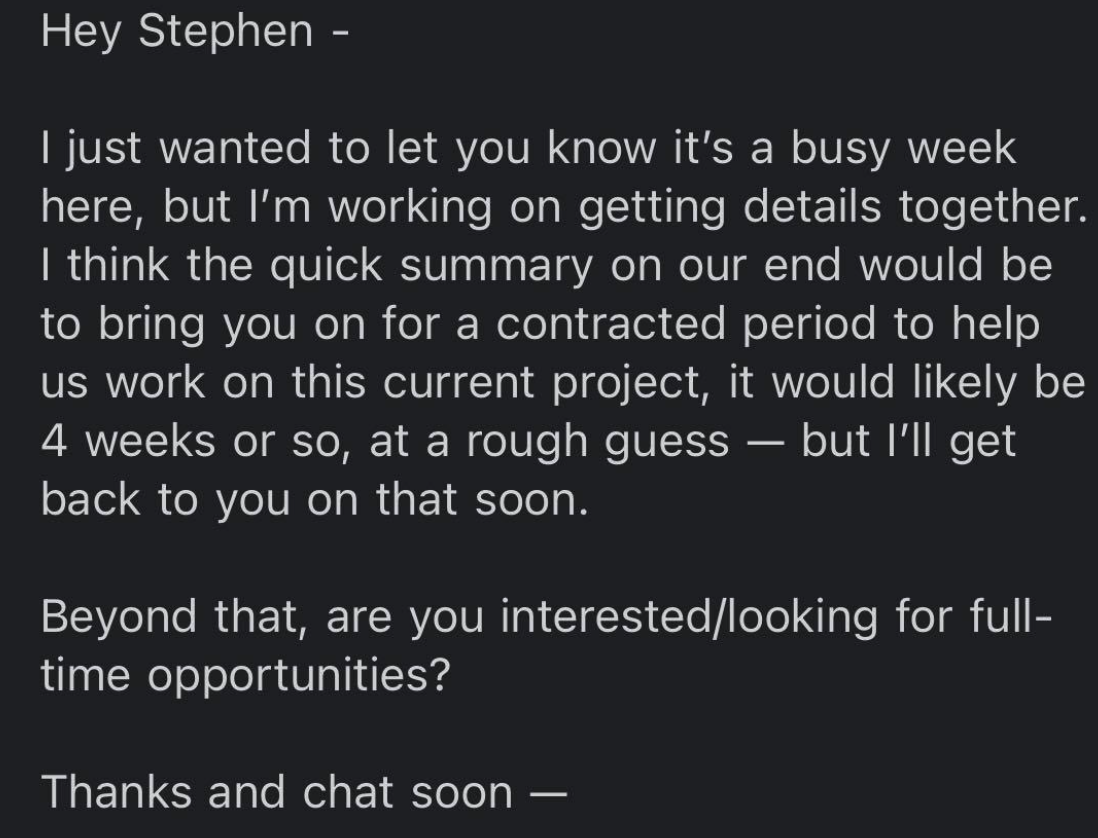 Hey Stephen -
I just wanted to let you know it’s a busy week
here, but I’m working on getting details together.
I think the quick summary on our end would be
to bring you on for a contracted period to help
us work on this current project, it would likely be
4 weeks or so, at a rough guess — but I’ll get
back to you on that soon.
Beyond that, are you interested/looking for full-
time opportunities?
Thanks and chat soon —